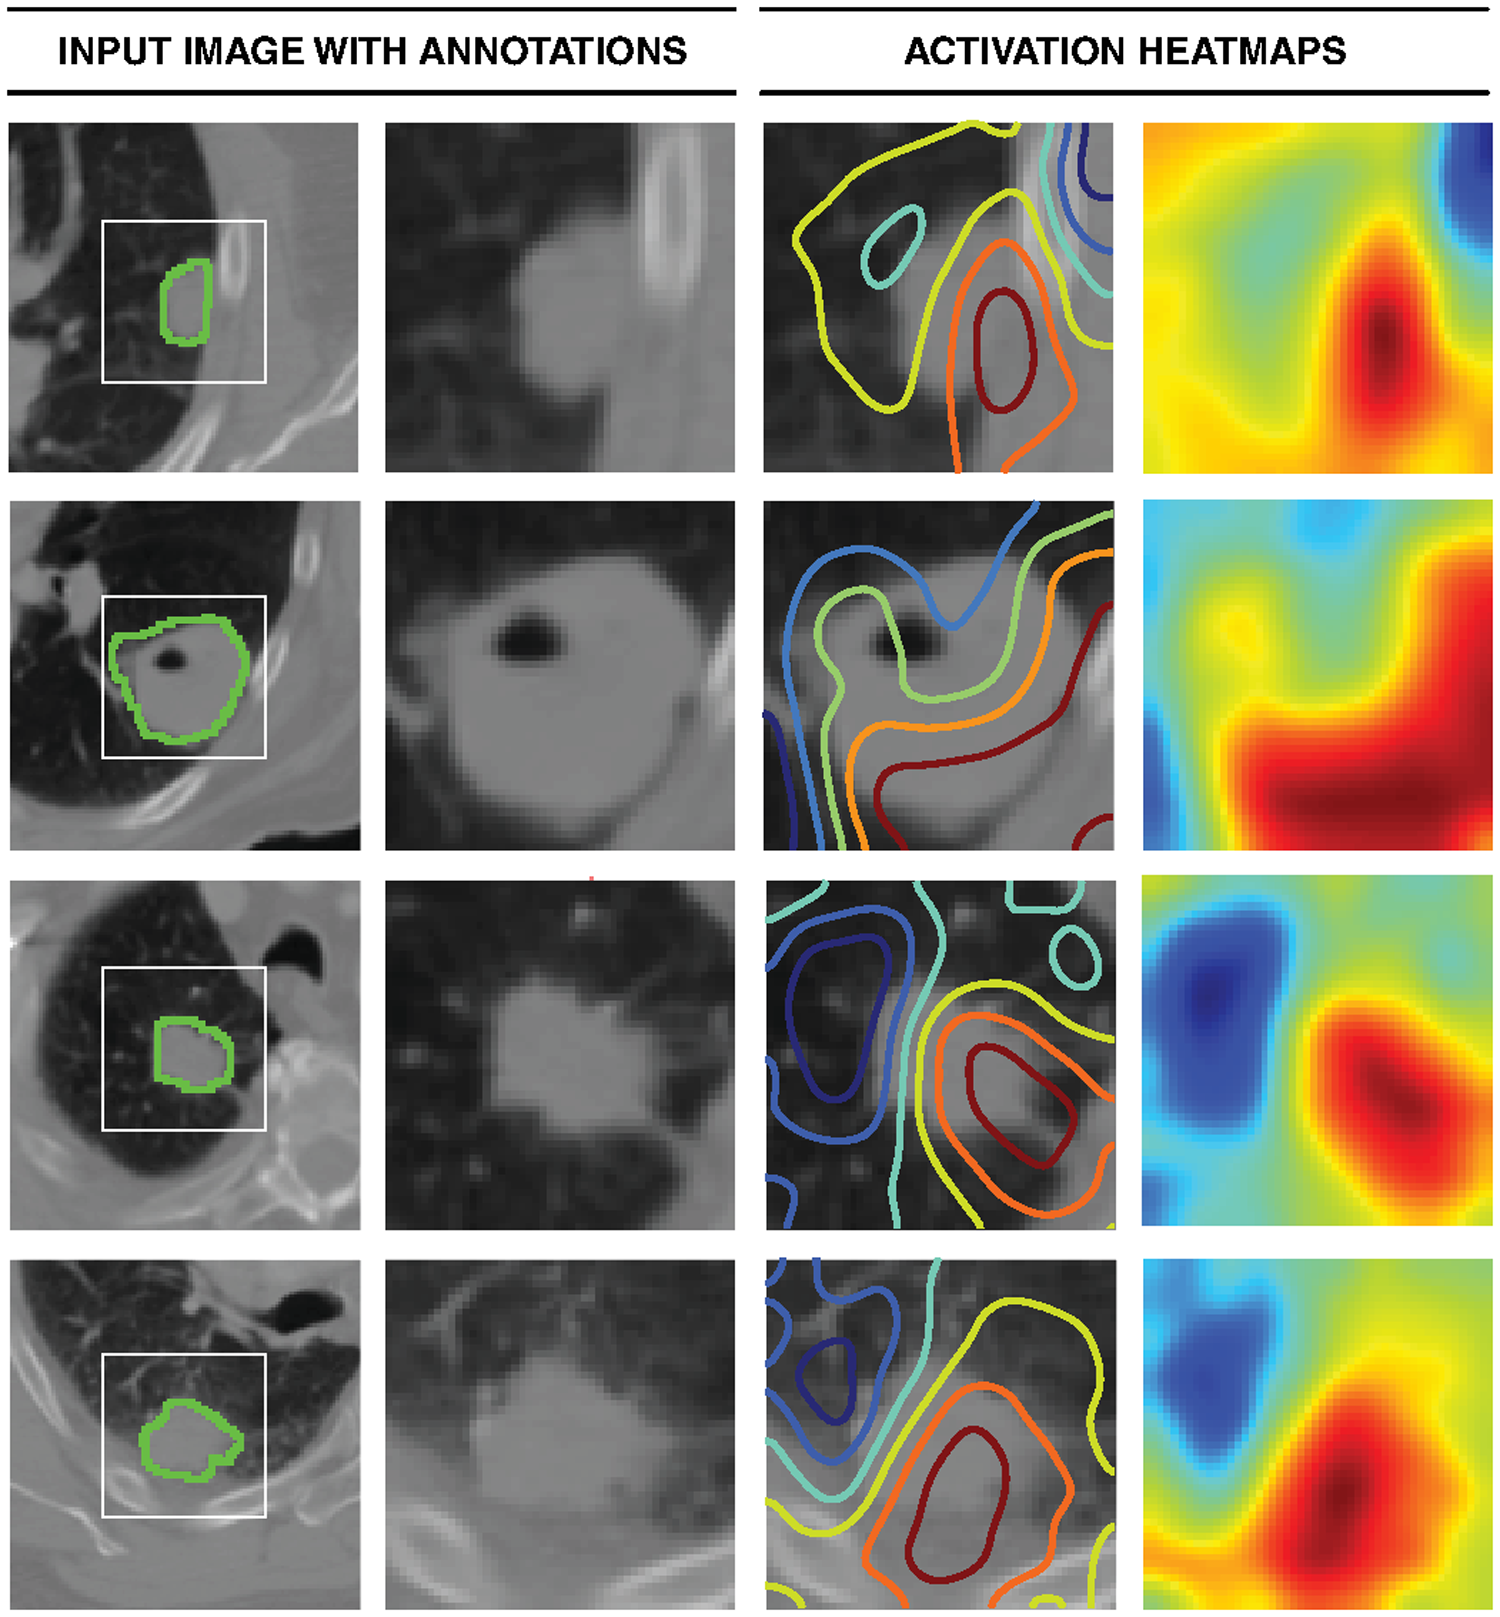 INPUT IMAGE WITH ANNOTATIONS
ACTIVATION HEATMAPS